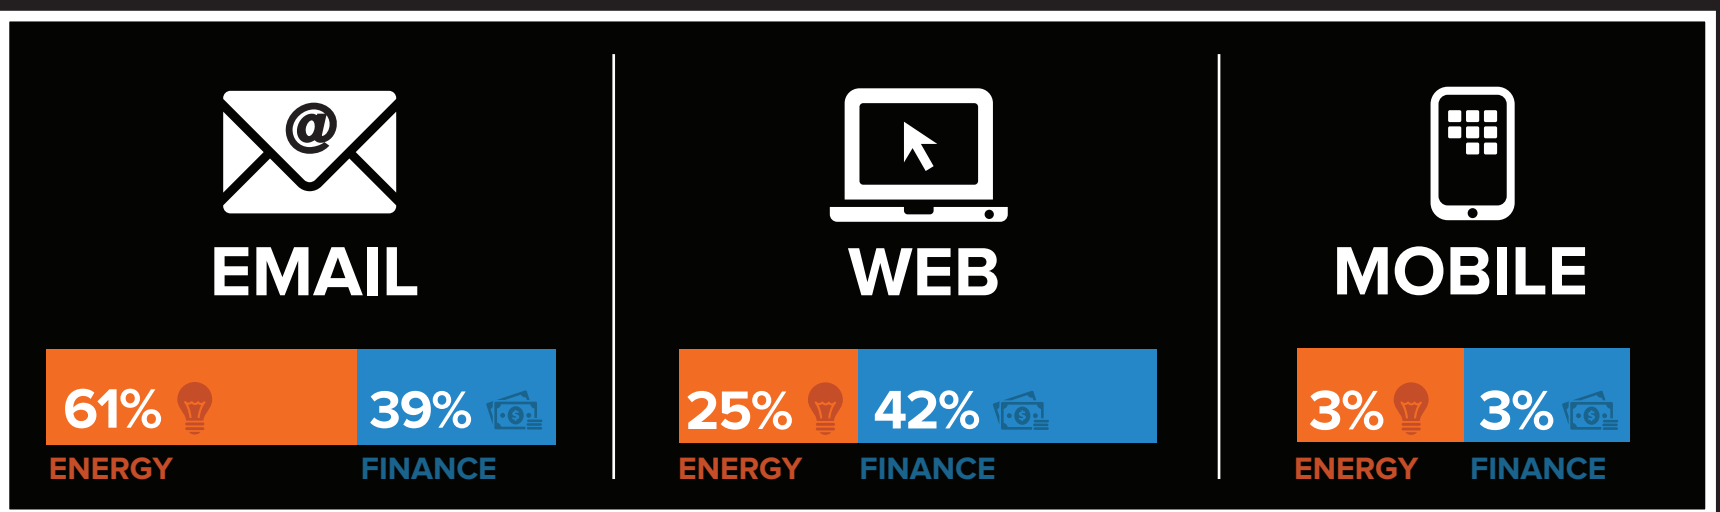 @
EMAIL
61%
39%
ENERGY
FINANCE
WEB
25%
42%
ENERGY
FINANCE
MOBILE
3%
3%
ENERGY
FINANCE